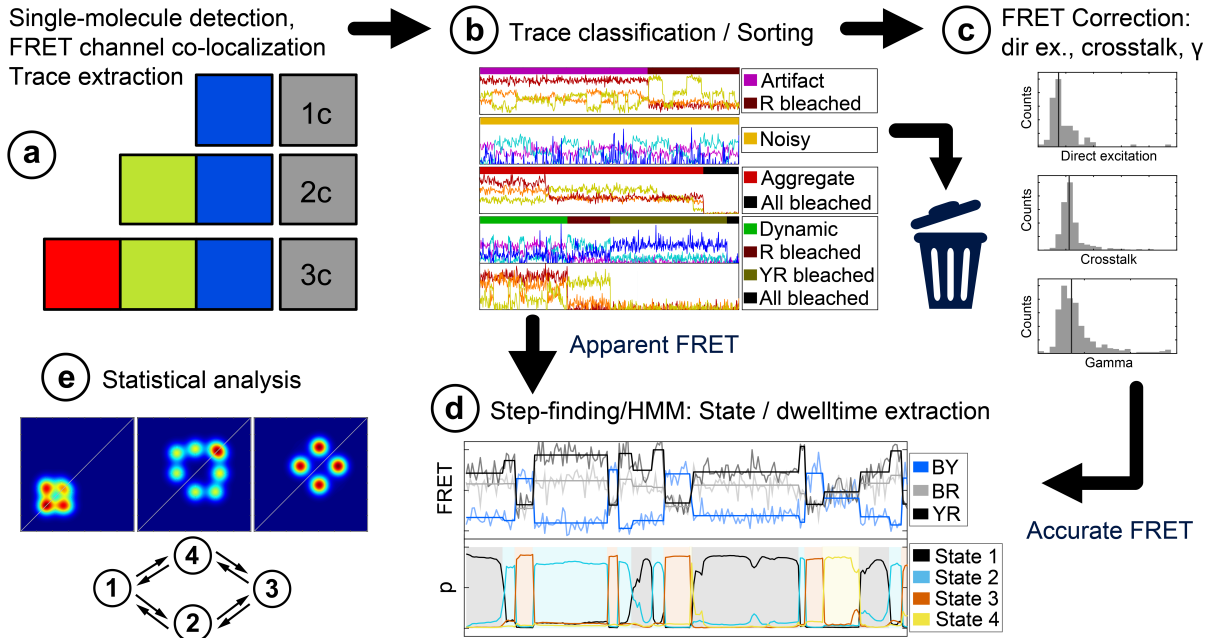 Single-molecule detection,
FRET channel co-localization
Trace extraction
a
1c
2c
3c
b
Trace classification / Sorting
Artifact
R bleached
Noisy
Aggregate
All bleached
Dynamic
R bleached
YR bleached
All bleached
c
FRET Correction:
dir ex., crosstalk, γ
Counts
Direct excitation
Counts
Crosstalk
Counts
Gamma
Apparent FRET
Accurate FRET
d
Step-finding/HMM: State / dwelltime extraction
FRET
BY
BR
YR
p
State 1
State 2
State 3
State 4
e
Statistical analysis
4
1
3
2